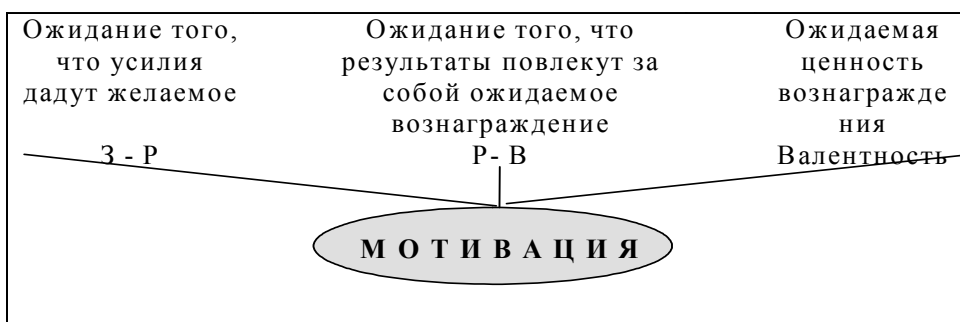 Ожидание того,
что усилия
дадут желаемое
З - Р
Ожидание того, что
результаты повлекут за
собой ожидаемое
вознаграждение
Р- В
Ожидаемая
ценность
вознагражде
ния
Валентность
МОТИВАЦИЯ